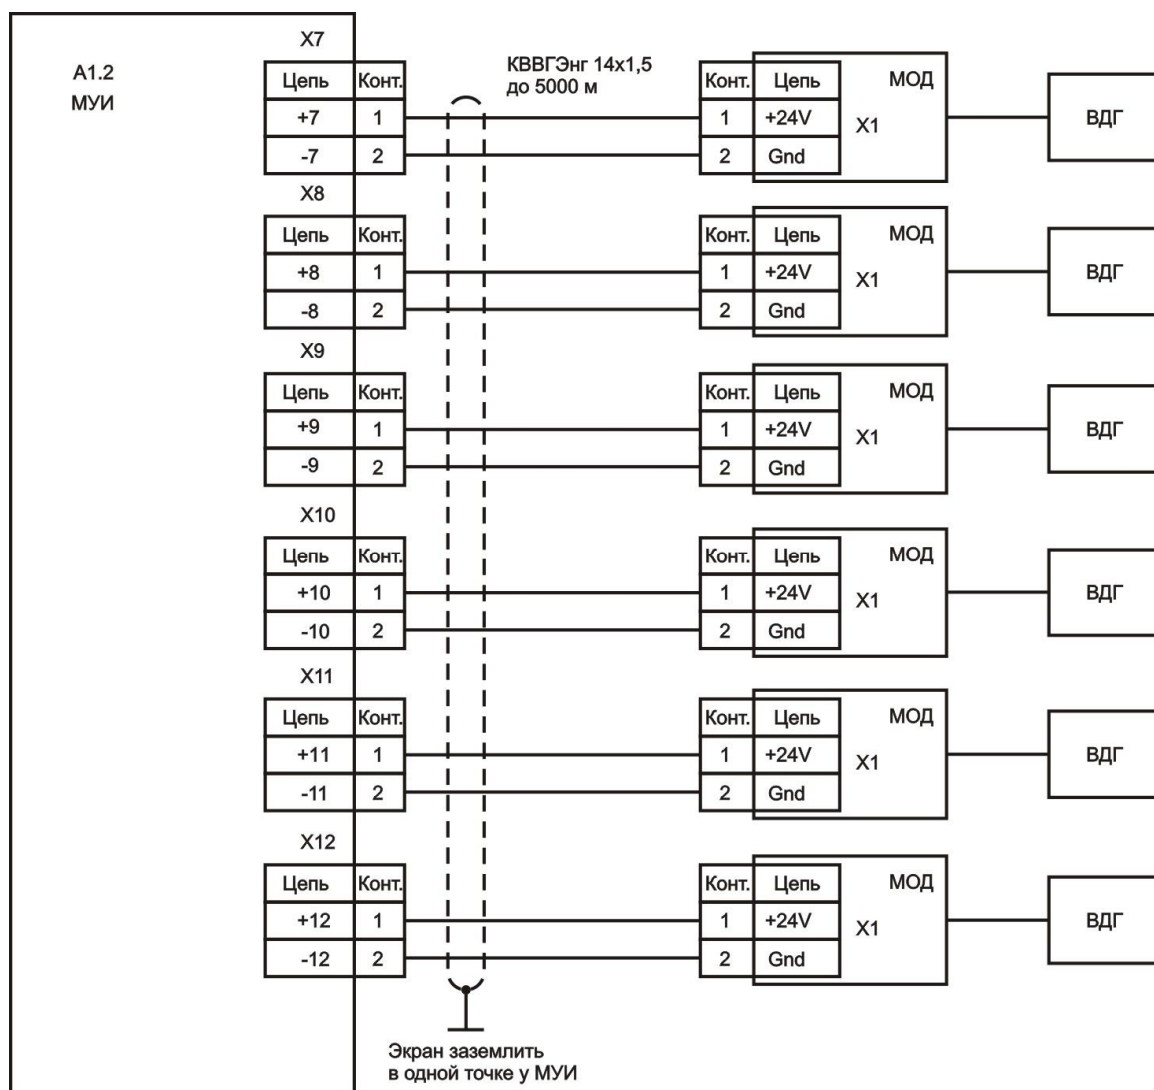 X7
A1.2
МУИ
КВВГЭнг 14х1,5
до 5000 м
Цепь Конт.
+7 1
-7 2
Конт. Цепь МОД
1 +24V X1
2 Gnd
ВДГ
X8
Цепь Конт.
+8 1
-8 2
Конт. Цепь МОД
1 +24V X1
2 Gnd
ВДГ
X9
Цепь Конт.
+9 1
-9 2
Конт. Цепь МОД
1 +24V X1
2 Gnd
ВДГ
X10
Цепь Конт.
+10 1
-10 2
Конт. Цепь МОД
1 +24V X1
2 Gnd
ВДГ
X11
Цепь Конт.
+11 1
-11 2
Конт. Цепь МОД
1 +24V X1
2 Gnd
ВДГ
X12
Цепь Конт.
+12 1
-12 2
Конт. Цепь МОД
1 +24V X1
2 Gnd
ВДГ
Экран заземлить
в одной точке у МУИ